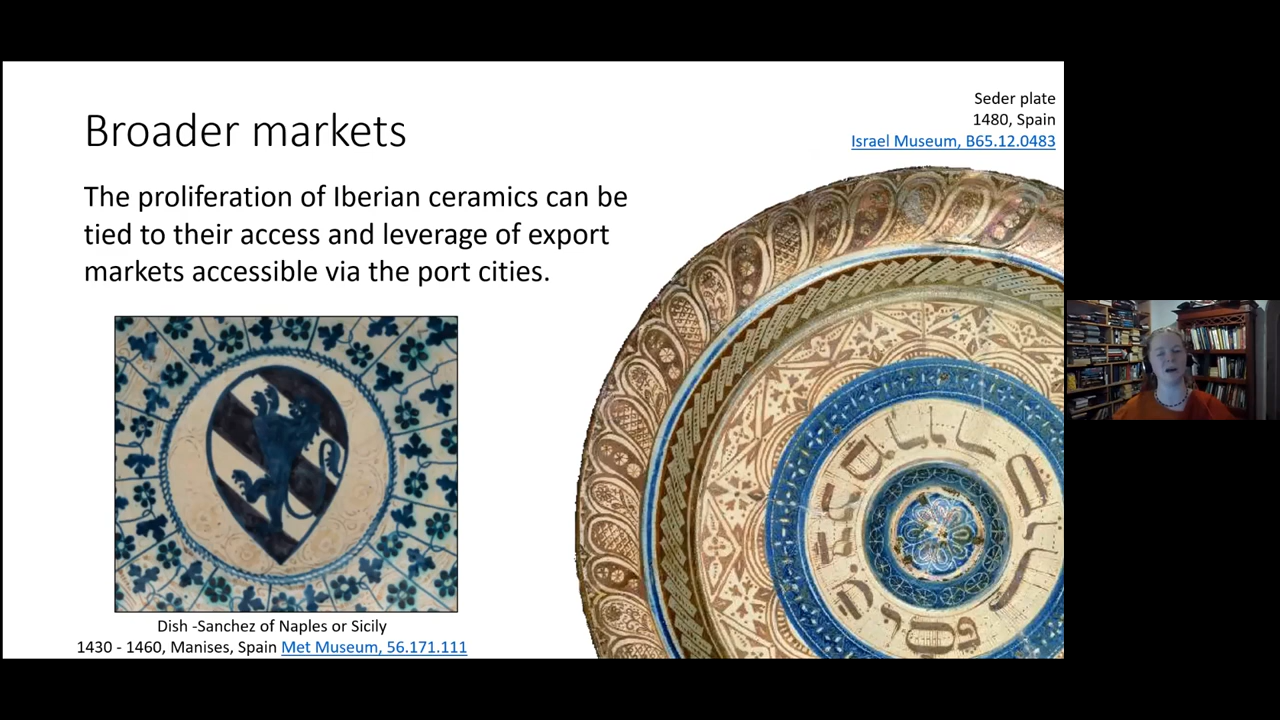 Broader markets
Seder plate
1480, Spain
Israel Museum, B65.12.0483
The proliferation of Iberian ceramics can be
tied to their access and leverage of export
markets accessible via the port cities.
Dish -Sanchez of Naples or Sicily
1430 - 1460, Manises, Spain Met Museum, 56.171.111